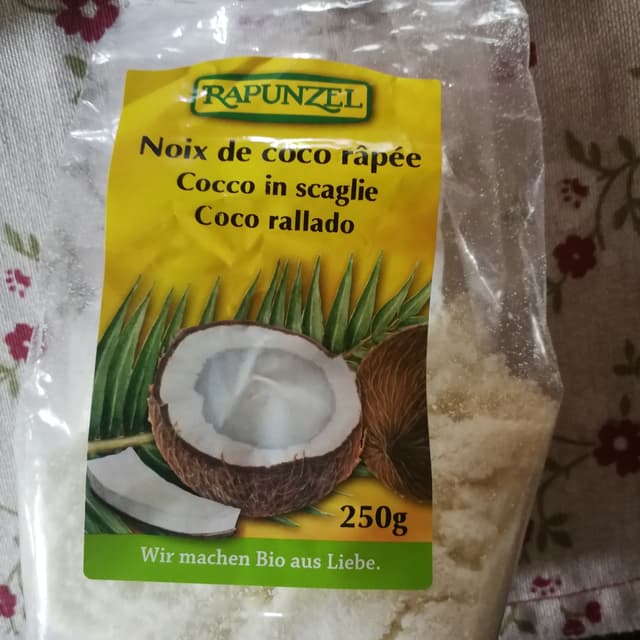 RAPUNZEL
Noix de coco râpée
Cocco in scaglie
Coco rallado
250g
Wir machen Bio aus Liebe.